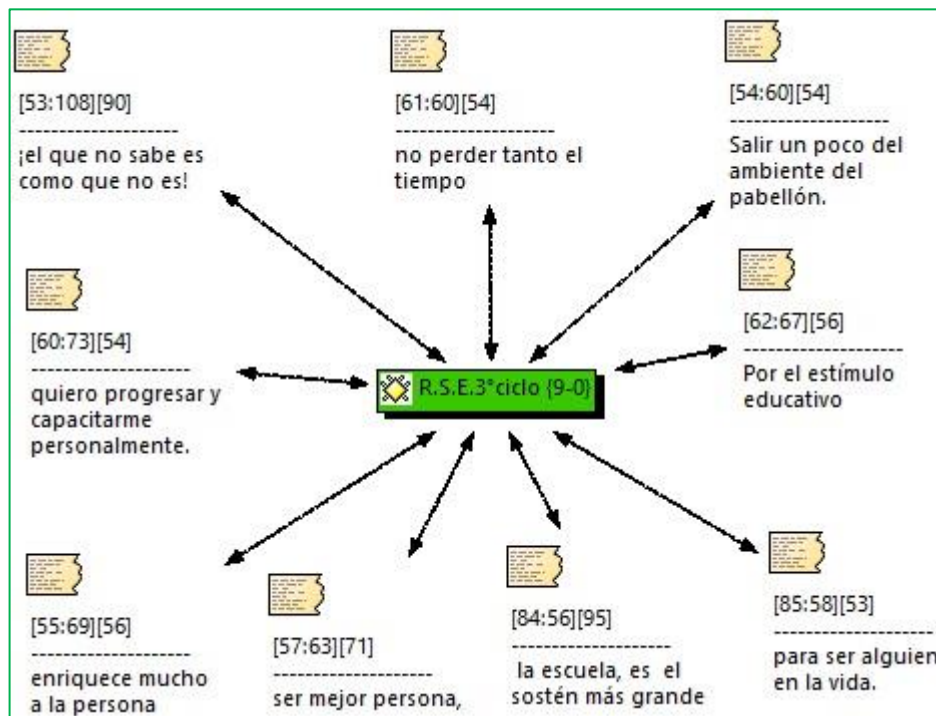 [53:108][90]
--------------------
¡el que no sabe es
como que no es!
[61:60][54]
--------------------
no perder tanto el
tiempo
[54:60][54]
--------------------
Salir un poco del
ambiente del
pabellón.
[60:73][54]
--------------------
quiero progresar y
capacitarme
personalmente.
R.S.E.3°ciclo {9-0}
[62:67][56]
--------------------
Por el estímulo
educativo
[55:69][56]
--------------------
enriquece mucho
a la persona
[57:63][71]
--------------------
ser mejor persona,
[84:56][95]
--------------------
la escuela, es el
sostén más grande
[85:58][53]
--------------------
para ser alguien
en la vida.